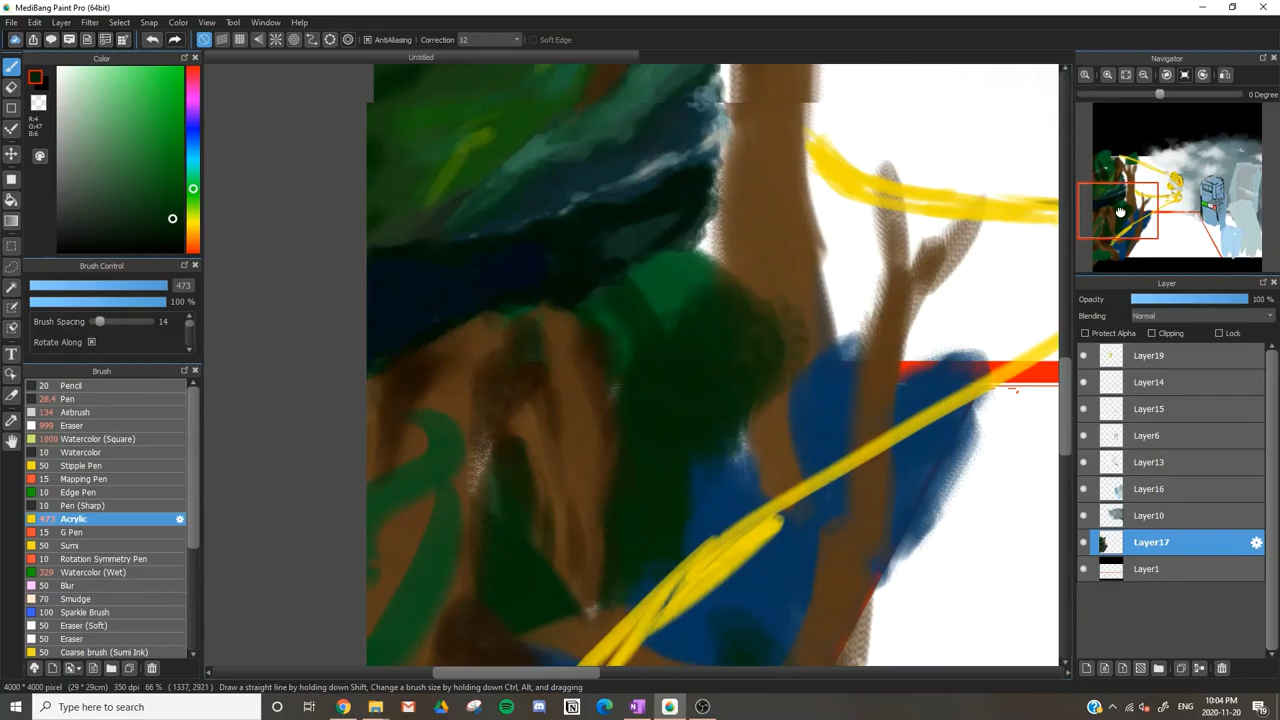 MediBang Paint Pro (64bit)
File Edit Layer Filter Select Snap Color View Tool Window Help
AntiAliasing Correction 12 Soft Edge
Color
Untitled
Navigator
0 Degree
R:4
G:47
B:6
Brush Control
473
100 %
Brush Spacing 14
Rotate Along
Brush
20 Pencil
28.4 Pen
134 Airbrush
999 Eraser
1000 Watercolor (Square)
10 Watercolor
50 Stipple Pen
15 Mapping Pen
10 Edge Pen
10 Pen (Sharp)
473 Acrylic
15 G Pen
50 Sumi
10 Rotation Symmetry Pen
329 Watercolor (Wet)
50 Blur
70 Smudge
100 Sparkle Brush
50 Eraser (Soft)
50 Eraser
50 Coarse brush (Sumi Ink)
Layer
Opacity 100 %
Blending Normal
Protect Alpha Clipping Lock
Layer19
Layer14
Layer15
Layer6
Layer13
Layer16
Layer10
Layer17
Layer1
4000 * 4000 pixel (29 * 29cm) 350 dpi 66 % (1337, 2921) Draw a straight line by holding down Shift, Change a brush size by holding down Ctrl, Alt, and dragging
Type here to search
10:04 PM
2020-11-20
19